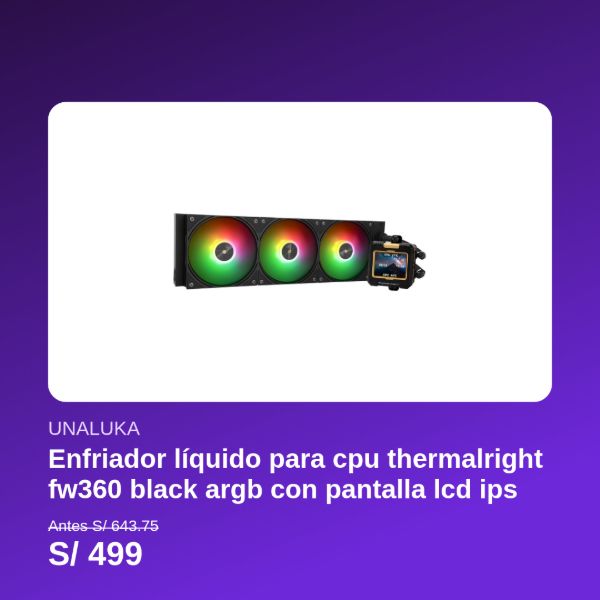 UNALUKA
Enfriador líquido para cpu thermalright
fw360 black argb con pantalla lcd ips
Antes S/ 643.75
S/ 499